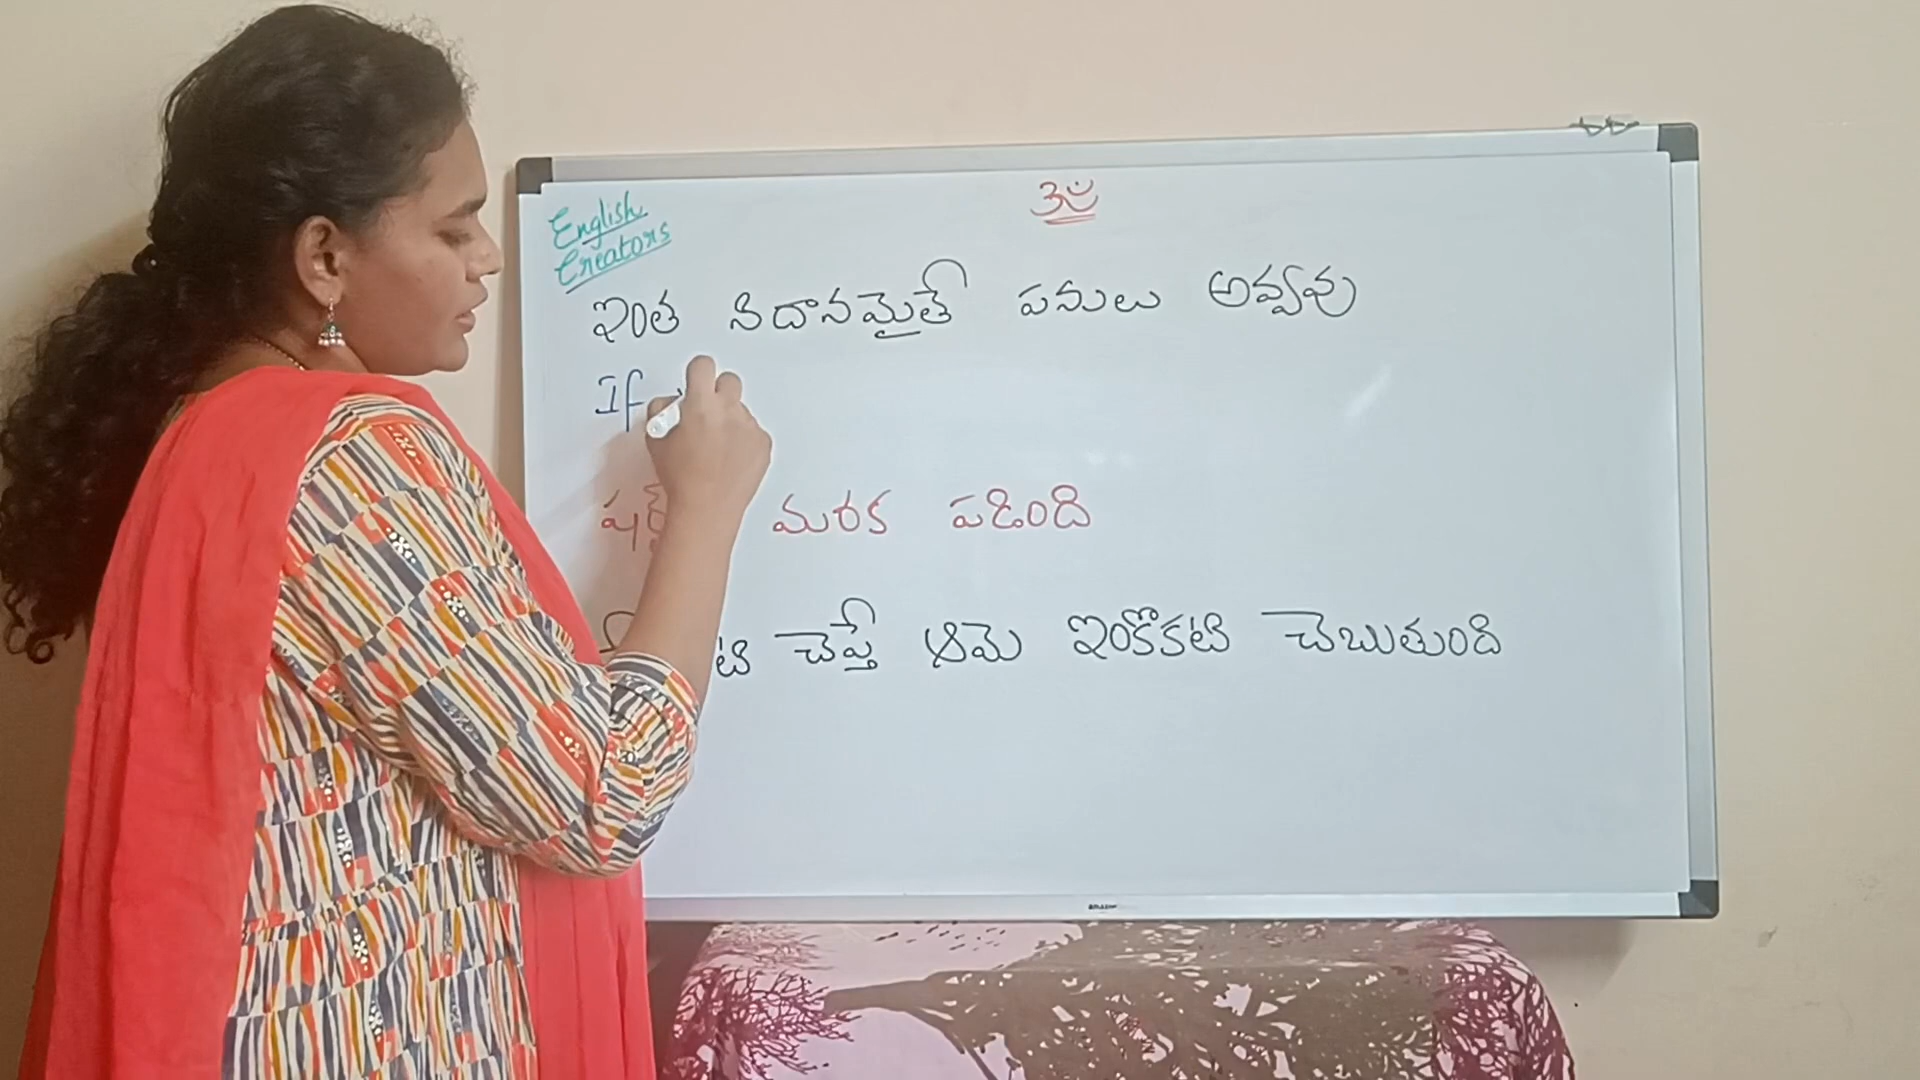 ఓం
English
Creators
ఇంత నిదానమైతే పనులు అవ్వవు
If
మరక పడింది
చెప్తే ఆమె ఇంకొకటి చెబుతుంది